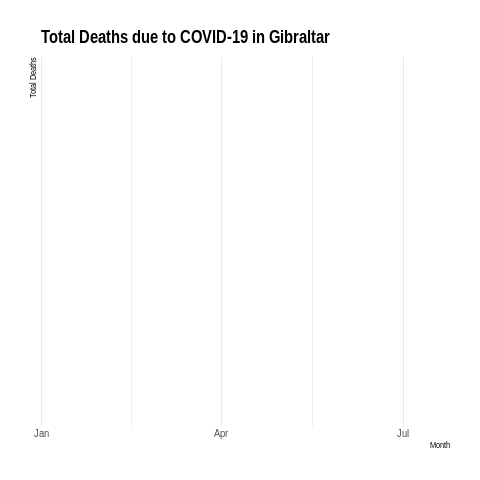 Total Deaths due to COVID-19 in Gibraltar
Total Deaths
Jan Apr Jul
Month